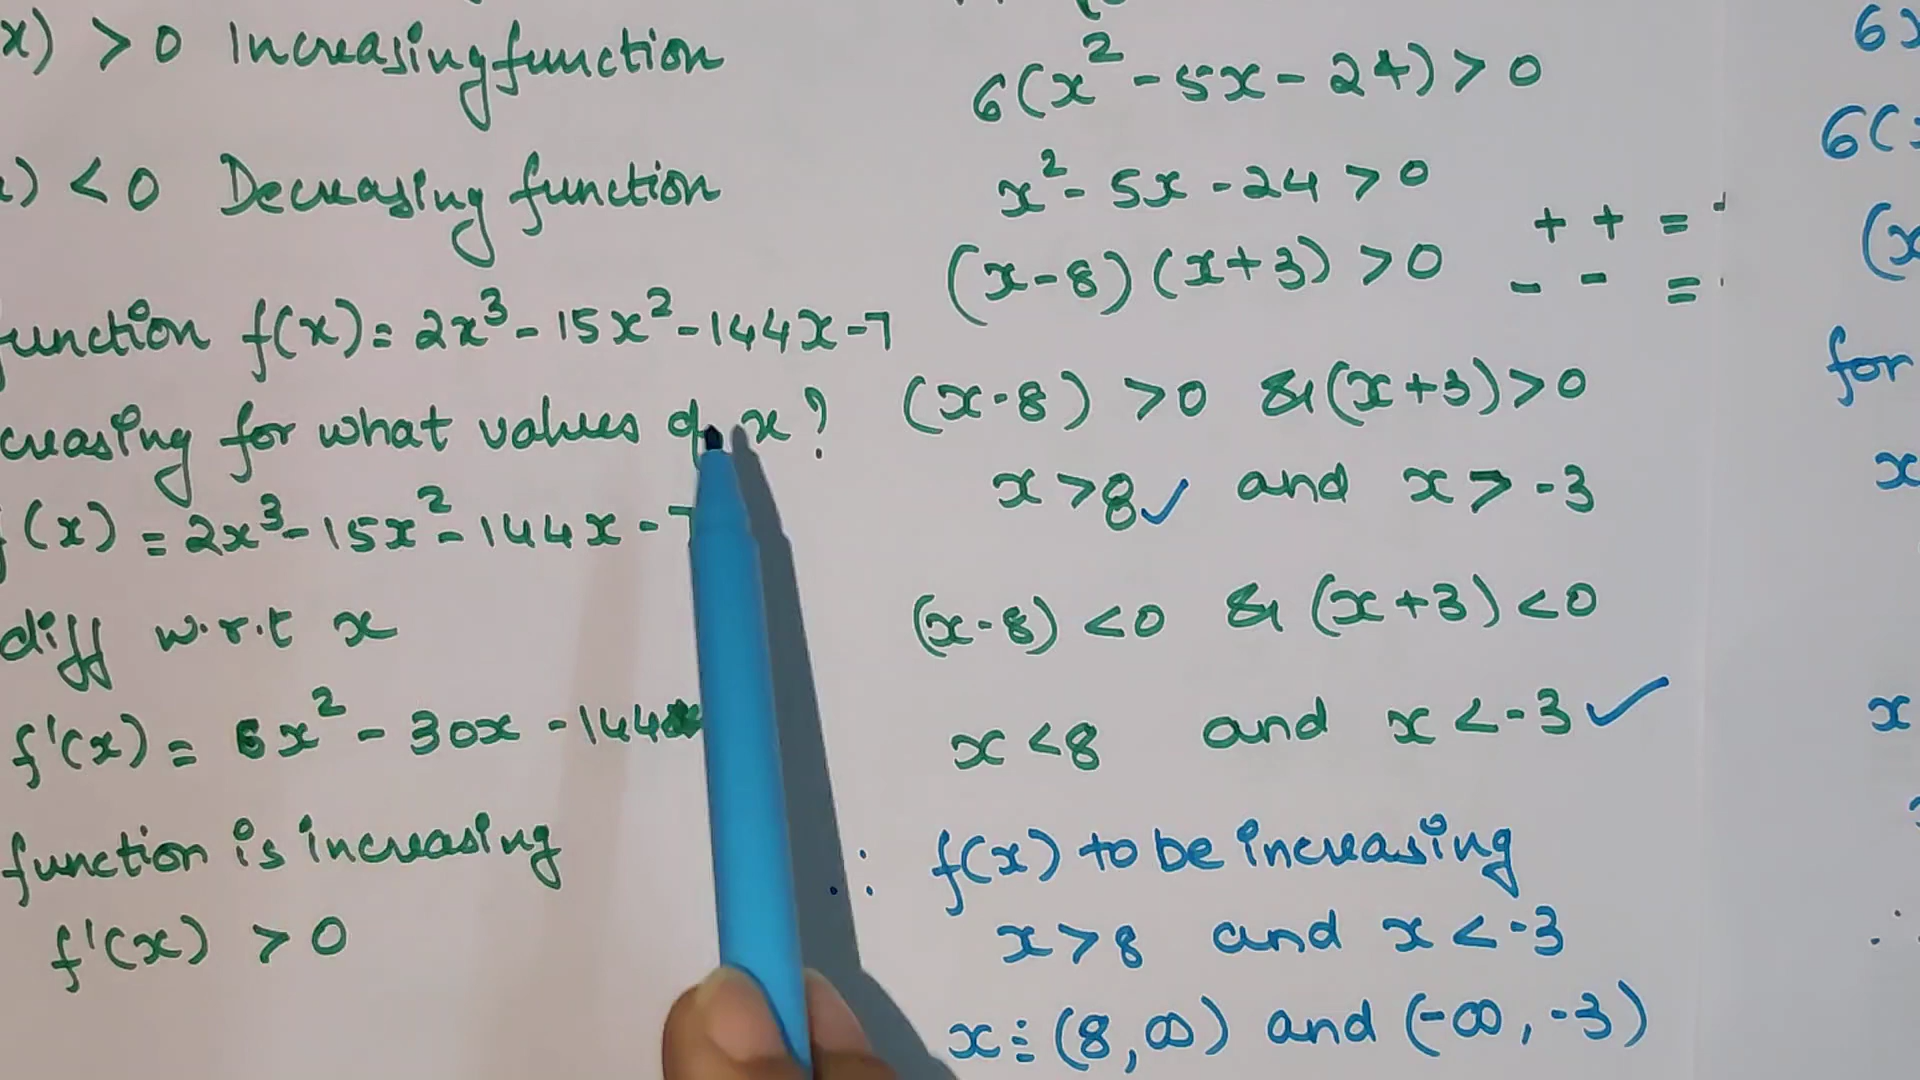 x) > 0 Increasing function
) < 0 Decreasing function
function f(x) = 2x³ - 15x² - 144x - 7
creasing for what values of x?
f(x) = 2x³ - 15x² - 144x - 7
diff w.r.t x
f'(x) = 6x² - 30x - 144
function is increasing
f'(x) > 0
6(x² - 5x - 24) > 0
x² - 5x - 24 > 0
(x-8) (x+3) > 0
+ + = +
- - =
(x-8) > 0 & (x+3) > 0
x > 8 ✓ and x > -3
(x-8) < 0 & (x+3) < 0
x < 8 and x < -3 ✓
∴ f(x) to be increasing
x > 8 and x < -3
x : (8, ∞) and (-∞, -3)
6x
6(
(x
for
x
x